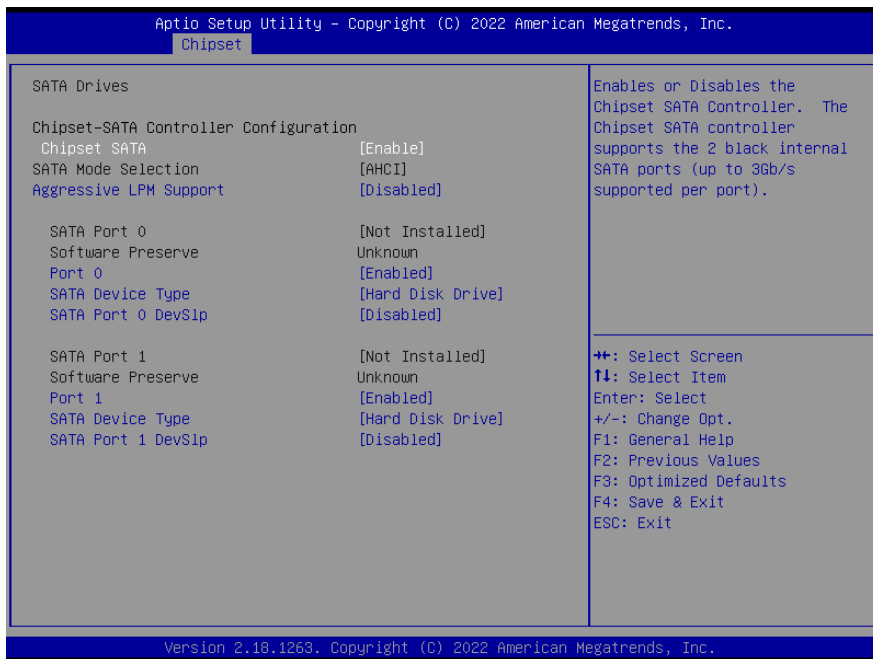 Aptio Setup Utility – Copyright (C) 2022 American Megatrends, Inc.
Chipset
SATA Drives
Chipset-SATA Controller Configuration
Chipset SATA [Enable]
SATA Mode Selection [AHCI]
Aggressive LPM Support [Disabled]
SATA Port 0 [Not Installed]
Software Preserve Unknown
Port 0 [Enabled]
SATA Device Type [Hard Disk Drive]
SATA Port 0 DevSlp [Disabled]
SATA Port 1 [Not Installed]
Software Preserve Unknown
Port 1 [Enabled]
SATA Device Type [Hard Disk Drive]
SATA Port 1 DevSlp [Disabled]
Enables or Disables the
Chipset SATA Controller. The
Chipset SATA controller
supports the 2 black internal
SATA ports (up to 3Gb/s
supported per port).
→←: Select Screen
↑↓: Select Item
Enter: Select
+/-: Change Opt.
F1: General Help
F2: Previous Values
F3: Optimized Defaults
F4: Save & Exit
ESC: Exit
Version 2.18.1263. Copyright (C) 2022 American Megatrends, Inc.